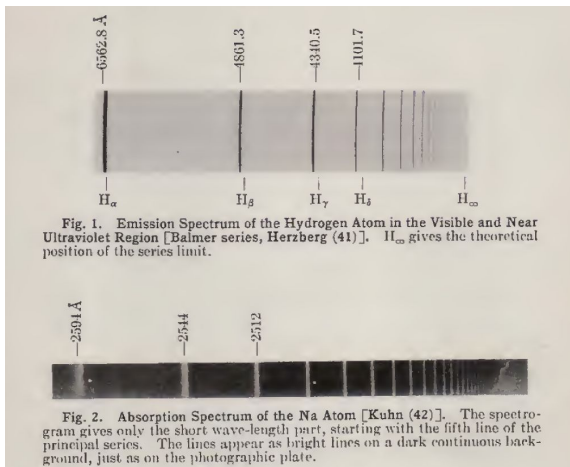 —6562.8 Å
—4861.3
—4340.5
—4101.7
Hα
Hβ
Hγ
Hδ
H∞
Fig. 1. Emission Spectrum of the Hydrogen Atom in the Visible and Near
Ultraviolet Region [Balmer series, Herzberg (41)]. H∞ gives the theoretical
position of the series limit.
—2594 Å
—2544
—2512
Fig. 2. Absorption Spectrum of the Na Atom [Kuhn (42)]. The spectro-
gram gives only the short wave-length part, starting with the fifth line of the
principal series. The lines appear as bright lines on a dark continuous back-
ground, just as on the photographic plate.